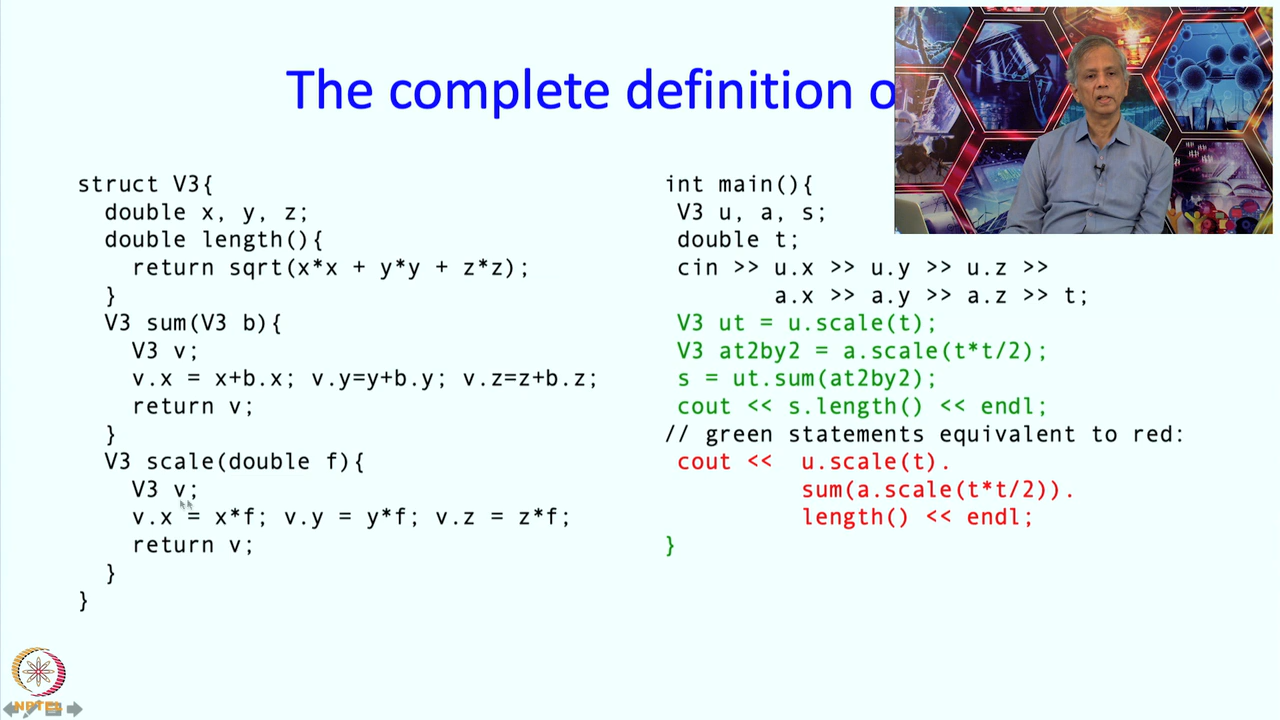 The complete definition o
struct V3{
double x, y, z;
double length(){
return sqrt(x*x + y*y + z*z);
}
V3 sum(V3 b){
V3 v;
v.x = x+b.x; v.y=y+b.y; v.z=z+b.z;
return v;
}
V3 scale(double f){
V3 v;
v.x = x*f; v.y = y*f; v.z = z*f;
return v;
}
}
int main(){
V3 u, a, s;
double t;
cin >> u.x >> u.y >> u.z >>
a.x >> a.y >> a.z >> t;
V3 ut = u.scale(t);
V3 at2by2 = a.scale(t*t/2);
s = ut.sum(at2by2);
cout << s.length() << endl;
// green statements equivalent to red:
cout << u.scale(t).
sum(a.scale(t*t/2)).
length() << endl;
}
NPTEL